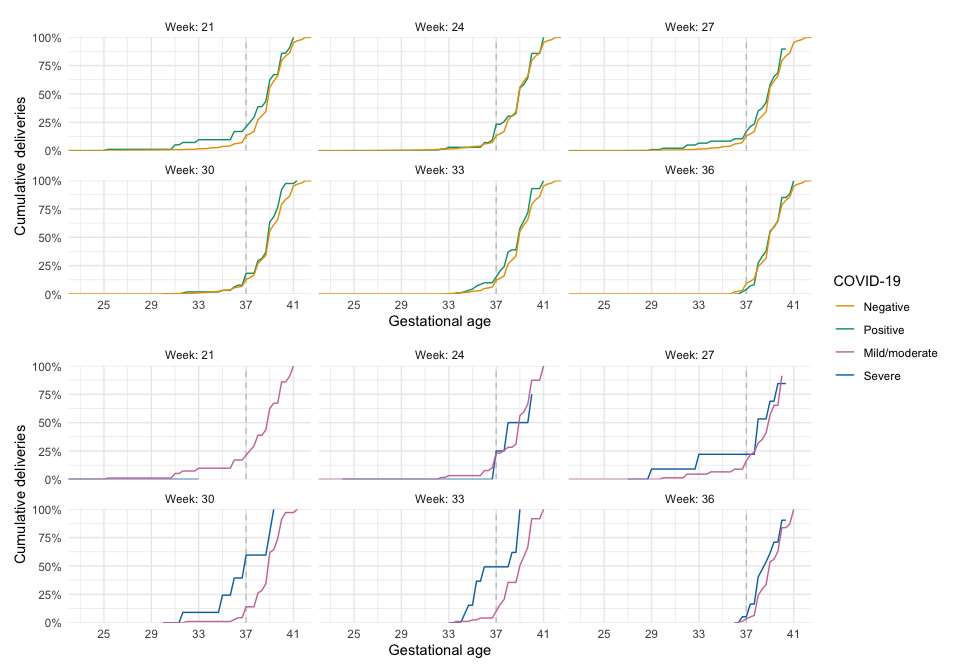 Week: 21
Week: 24
Week: 27
100%
75%
50%
25%
0%
Week: 30
Week: 33
Week: 36
100%
75%
50%
25%
0%
Cumulative deliveries
25 29 33 37 41
25 29 33 37 41
25 29 33 37 41
Gestational age
COVID-19
Negative
Positive
Mild/moderate
Severe
Week: 21
Week: 24
Week: 27
100%
75%
50%
25%
0%
Week: 30
Week: 33
Week: 36
100%
75%
50%
25%
0%
Cumulative deliveries
25 29 33 37 41
25 29 33 37 41
25 29 33 37 41
Gestational age